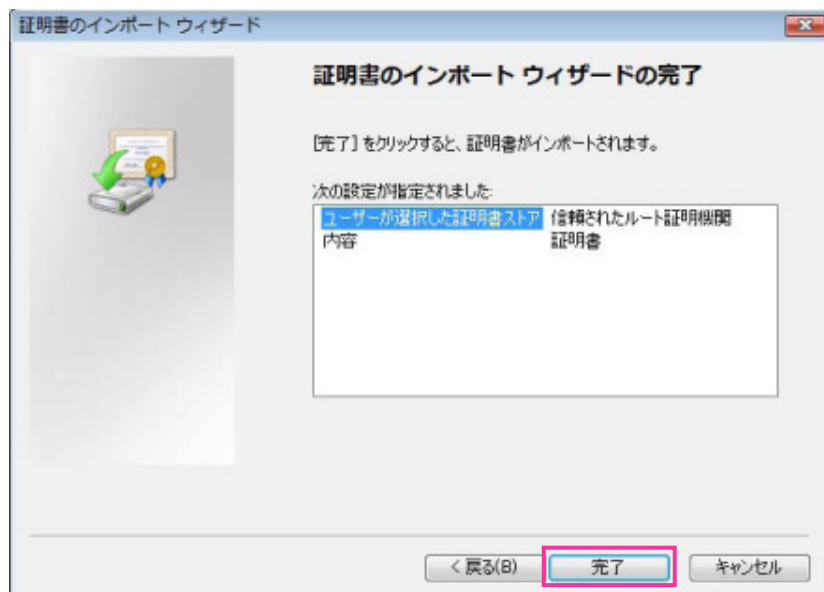 証明書のインポート ウィザード
証明書のインポート ウィザードの完了
[完了] をクリックすると、証明書がインポートされます。
次の設定が指定されました:
ユーザーが選択した証明書ストア 信頼されたルート証明機関
内容 証明書
< 戻る(B) 完了 キャンセル